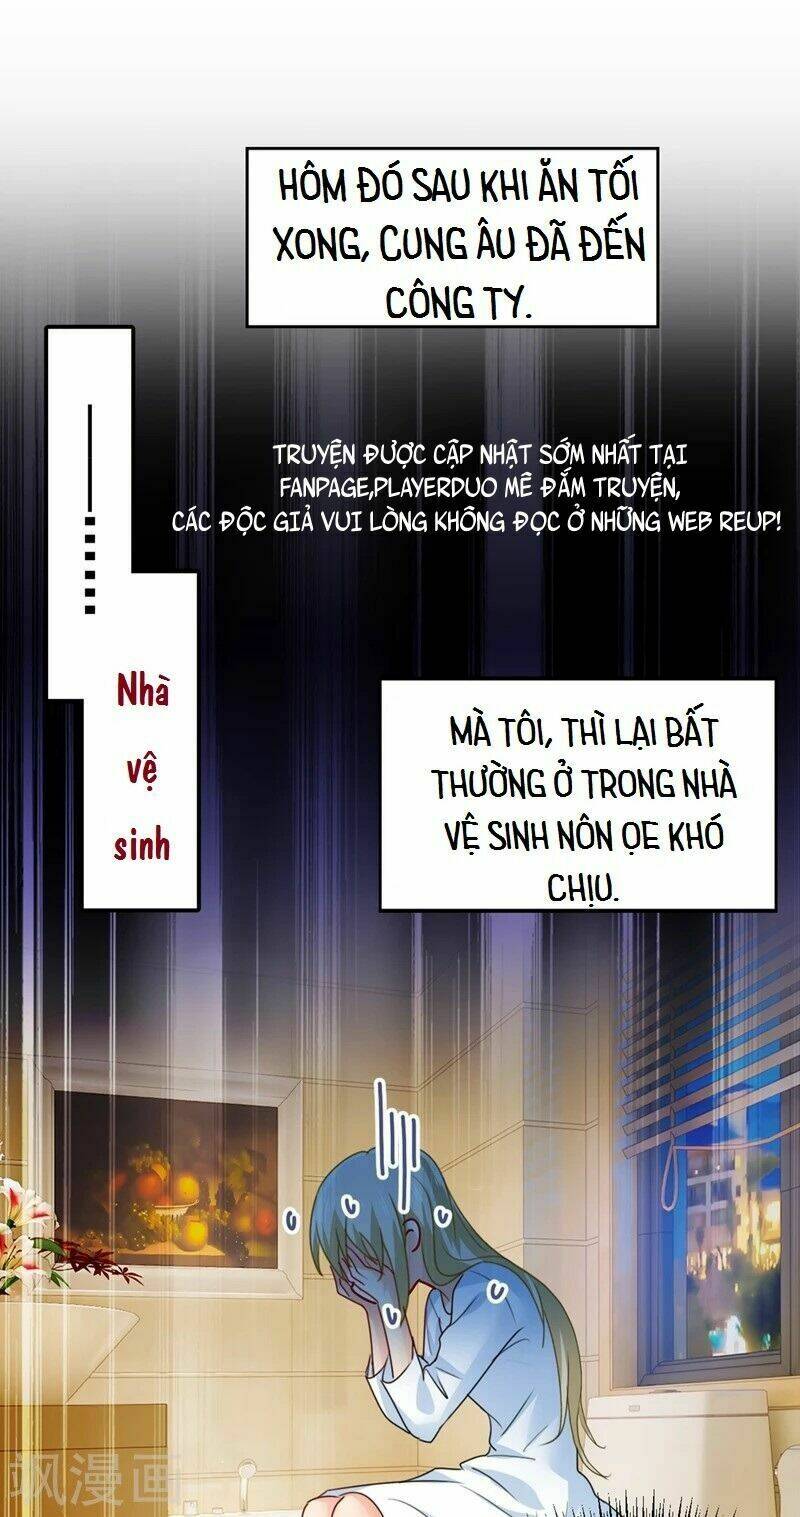 HÔM ĐÓ SAU KHI ĂN TỐI
XONG, CUNG ÂU ĐÃ ĐẾN
CÔNG TY.
TRUYỆN ĐƯỢC CẬP NHẬT SỚM NHẤT TẠI
FANPAGE,PLAYERDUO MÊ ĐẮM TRUYỆN,
CÁC ĐỘC GIẢ VUI LÒNG KHÔNG ĐỌC Ở NHỮNG WEB REUP!
Nhà
vệ
sinh
MÀ TÔI, THÌ LẠI BẤT
THƯỜNG Ở TRONG NHÀ
VỆ SINH NÔN ỌE KHÓ
CHỊU.
飒漫画